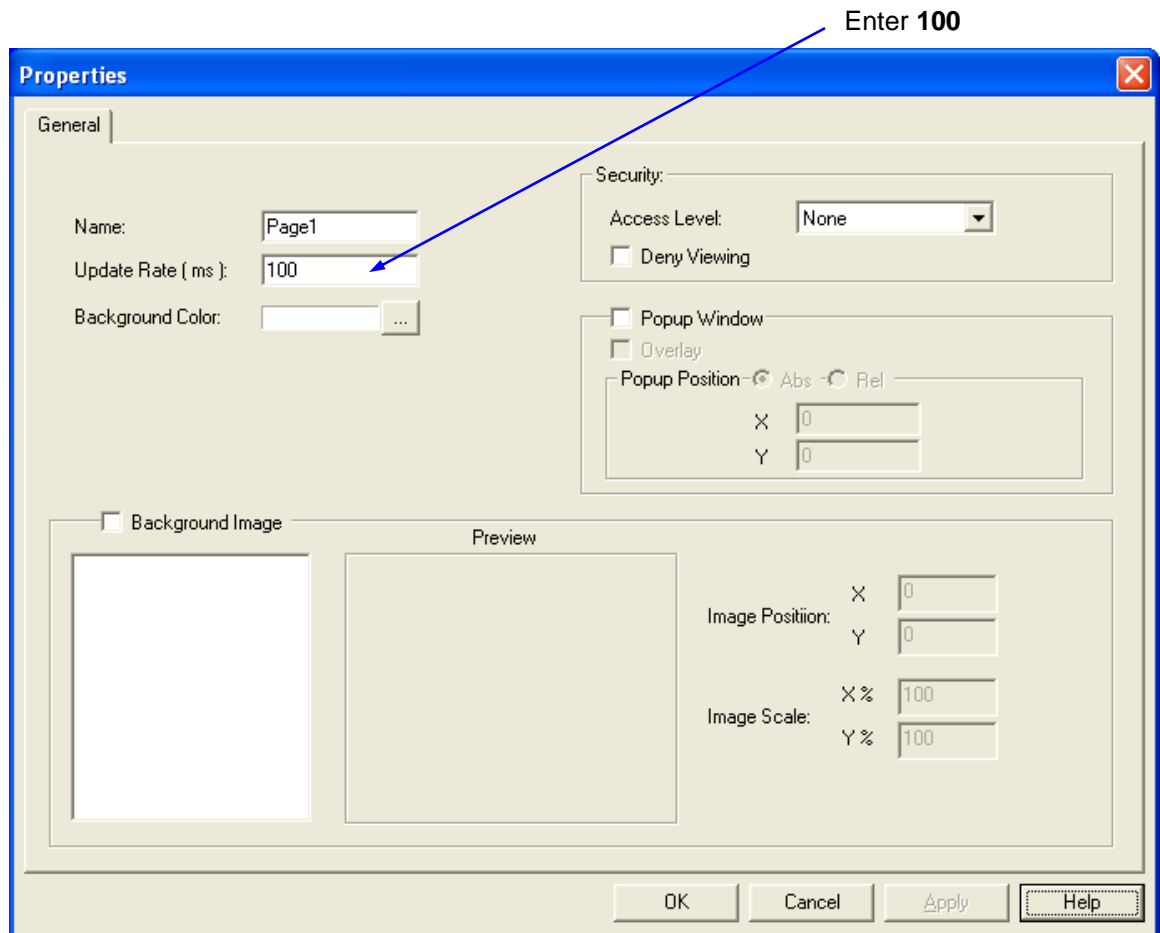 Enter 100
Properties
General
Name: Page1
Update Rate ( ms ): 100
Background Color: ...
Security:
Access Level: None
Deny Viewing
Popup Window
Overlay
Popup Position Abs Rel
X 0
Y 0
Background Image
Preview
Image Positiion:
X 0
Y 0
Image Scale:
X % 100
Y % 100
OK Cancel Apply Help